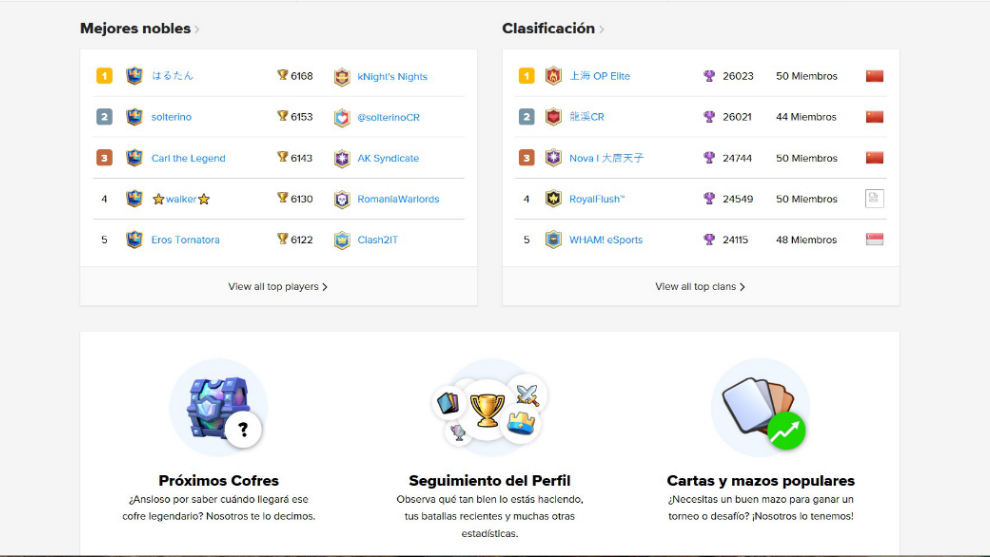 Mejores nobles
1 はるたん 6168 kNight's Nights
2 solterino 6153 @solterinoCR
3 Carl the Legend 6143 AK Syndicate
4 ⭐walker⭐ 6130 RomaniaWarlords
5 Eros Tornatora 6122 Clash2IT
View all top players
Clasificación
1 上海 OP Elite 26023 50 Miembros
2 龍溪CR 26021 44 Miembros
3 Nova l 大唐天子 24744 50 Miembros
4 RoyalFlush™ 24549 50 Miembros
5 WHAM! eSports 24115 48 Miembros
View all top clans
?
Próximos Cofres
¿Ansioso por saber cuándo llegará ese
cofre legendario? Nosotros te lo decimos.
Seguimiento del Perfil
Observa qué tan bien lo estás haciendo,
tus batallas recientes y muchas otras
estadísticas.
Cartas y mazos populares
¿Necesitas un buen mazo para ganar un
torneo o desafío? ¡Nosotros lo tenemos!